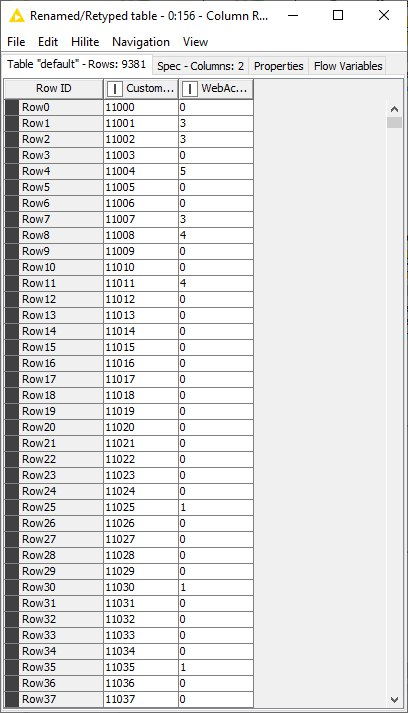 Renamed/Retyped table - 0:156 - Column R...
File Edit Hilite Navigation View
Table "default" - Rows: 9381 Spec - Columns: 2 Properties Flow Variables
Row ID I Custom... I WebAc...
Row0 11000 0
Row1 11001 3
Row2 11002 3
Row3 11003 0
Row4 11004 5
Row5 11005 0
Row6 11006 0
Row7 11007 3
Row8 11008 4
Row9 11009 0
Row10 11010 0
Row11 11011 4
Row12 11012 0
Row13 11013 0
Row14 11014 0
Row15 11015 0
Row16 11016 0
Row17 11017 0
Row18 11018 0
Row19 11019 0
Row20 11020 0
Row21 11021 0
Row22 11022 0
Row23 11023 0
Row24 11024 0
Row25 11025 1
Row26 11026 0
Row27 11027 0
Row28 11028 0
Row29 11029 0
Row30 11030 1
Row31 11031 0
Row32 11032 0
Row33 11033 0
Row34 11034 0
Row35 11035 1
Row36 11036 0
Row37 11037 0